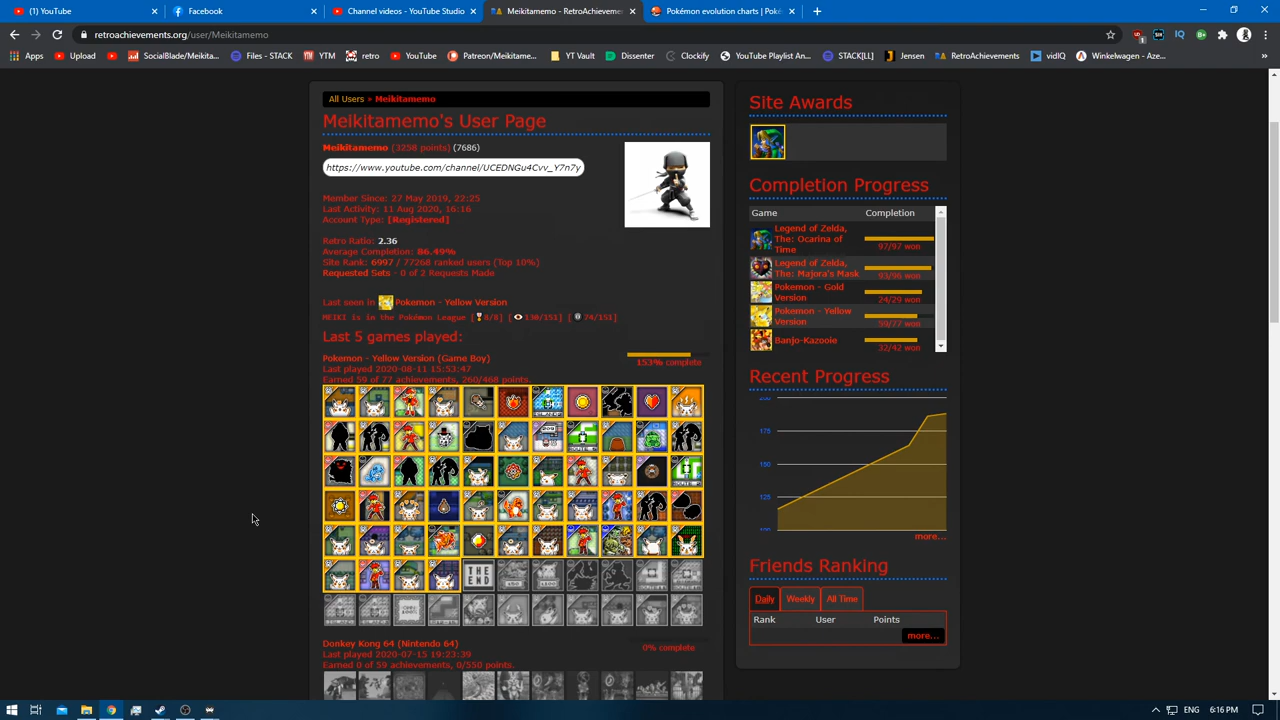 (1) YouTube
Facebook
Channel videos - YouTube Studio
Meikitamemo - RetroAchievemen
Pokémon evolution charts | Poké
retroachievements.org/user/Meikitamemo
Apps
Upload
SocialBlade/Meikita...
Files - STACK
YTM
retro
YouTube
Patreon/Meikitame...
YT Vault
Dissenter
Clockify
YouTube Playlist An...
STACK[LL]
Jensen
RetroAchievements
vidIQ
Winkelwagen - Aze...
All Users » Meikitamemo
Meikitamemo's User Page
Meikitamemo (3258 points) (7686)
https://www.youtube.com/channel/UCEDNGu4Cvv_Y7n7y
Member Since: 27 May 2019, 22:25
Last Activity: 11 Aug 2020, 16:16
Account Type: [Registered]
Retro Ratio: 2.36
Average Completion: 86.49%
Site Rank: 6997 / 77268 ranked users (Top 10%)
Requested Sets - 0 of 2 Requests Made
Last seen in Pokemon - Yellow Version
MEIKI is in the Pokémon League [8/8] [130/151] [74/151]
Last 5 games played:
Pokemon - Yellow Version (Game Boy)
Last played 2020-08-11 15:53:47
Earned 59 of 77 achievements, 260/468 points.
153% complete
THE END
Donkey Kong 64 (Nintendo 64)
Last played 2020-07-15 19:23:39
Earned 0 of 59 achievements, 0/550 points.
0% complete
Site Awards
Completion Progress
Game Completion
Legend of Zelda, The: Ocarina of Time
97/97 won
Legend of Zelda, The: Majora's Mask
93/96 won
Pokemon - Gold Version
24/29 won
Pokemon - Yellow Version
59/77 won
Banjo-Kazooie
32/42 won
Recent Progress
200
175
150
125
100
more...
Friends Ranking
Daily
Weekly
All Time
Rank User Points
more...
ENG
6:16 PM